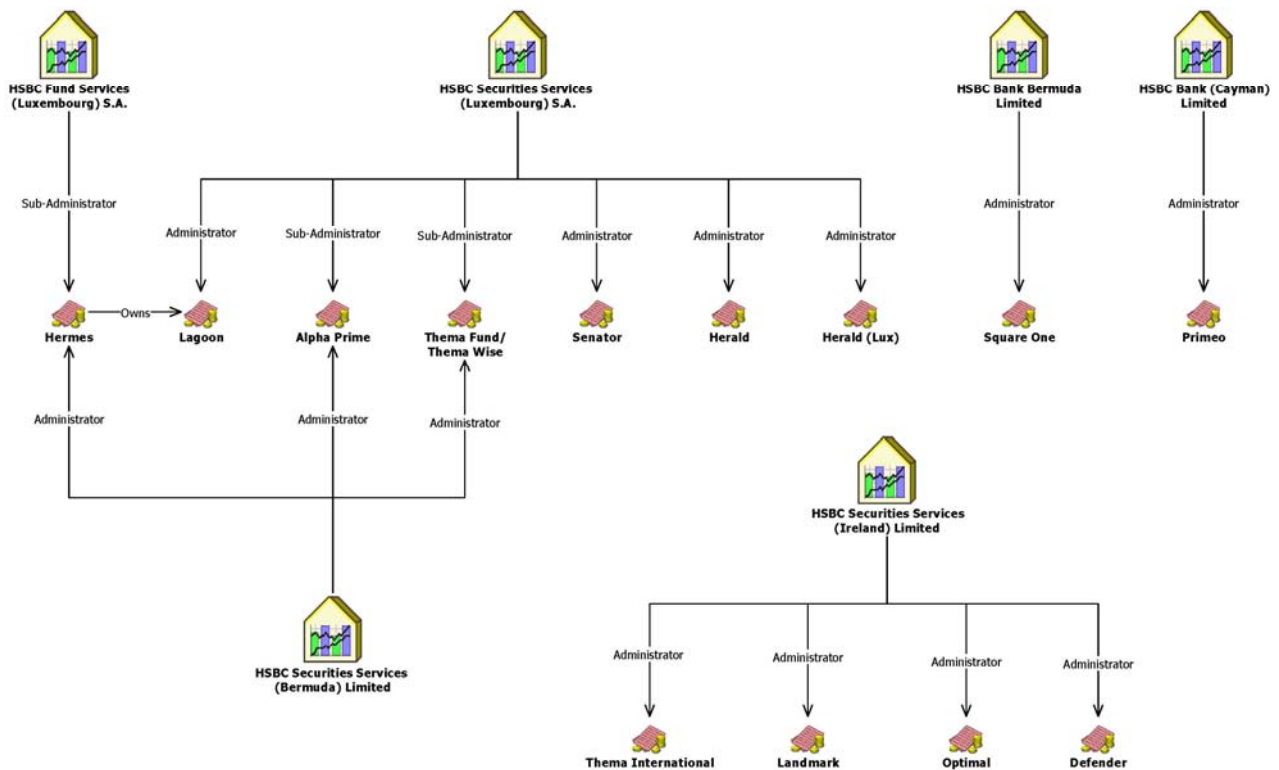 HSBC Fund Services
(Luxembourg) S.A.
HSBC Securities Services
(Luxembourg) S.A.
HSBC Bank Bermuda
Limited
HSBC Bank (Cayman)
Limited
Sub-Administrator
Administrator
Sub-Administrator
Sub-Administrator
Administrator
Administrator
Administrator
Administrator
Administrator
Owns
Hermes
Lagoon
Alpha Prime
Thema Fund/
Thema Wise
Senator
Herald
Herald (Lux)
Square One
Primeo
Administrator
Administrator
Administrator
HSBC Securities Services
(Ireland) Limited
HSBC Securities Services
(Bermuda) Limited
Administrator
Administrator
Administrator
Administrator
Thema International
Landmark
Optimal
Defender